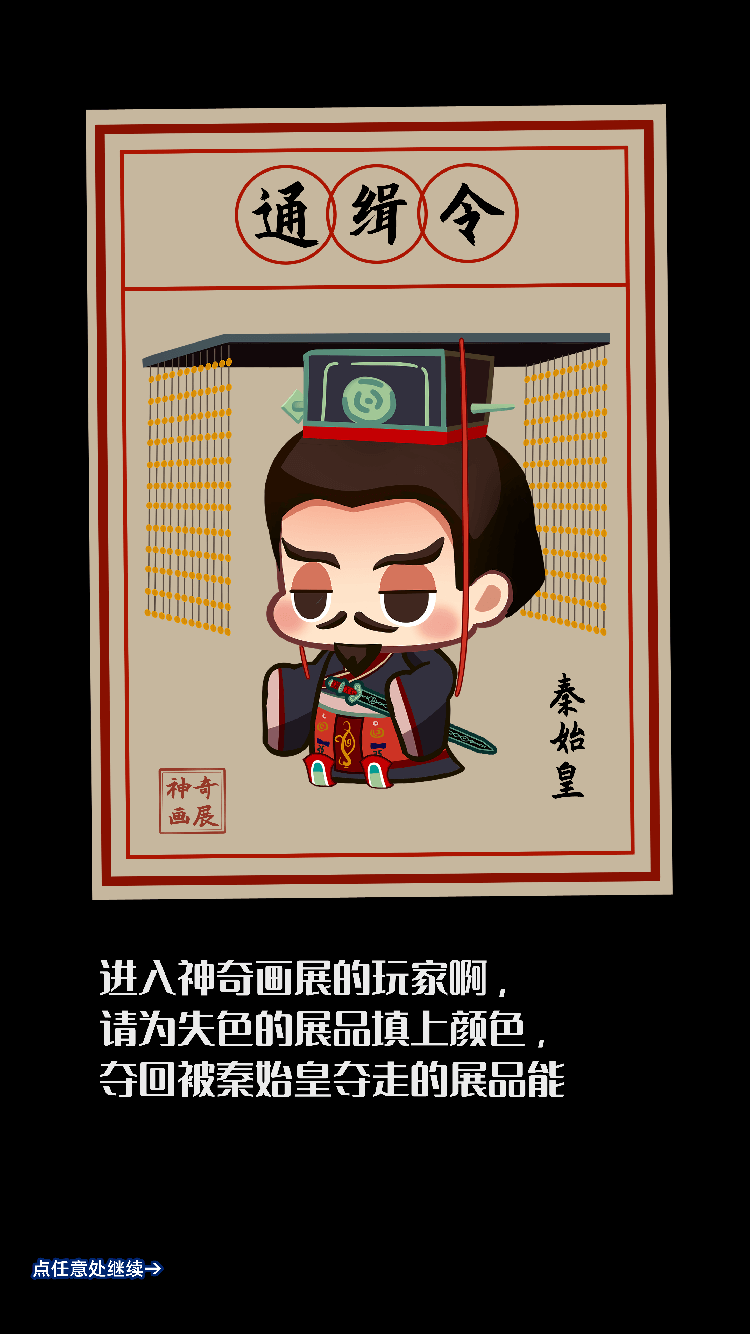 通缉令
秦始皇
神奇
画展
进入神奇画展的玩家啊，
请为失色的展品填上颜色，
夺回被秦始皇夺走的展品能
点任意处继续→